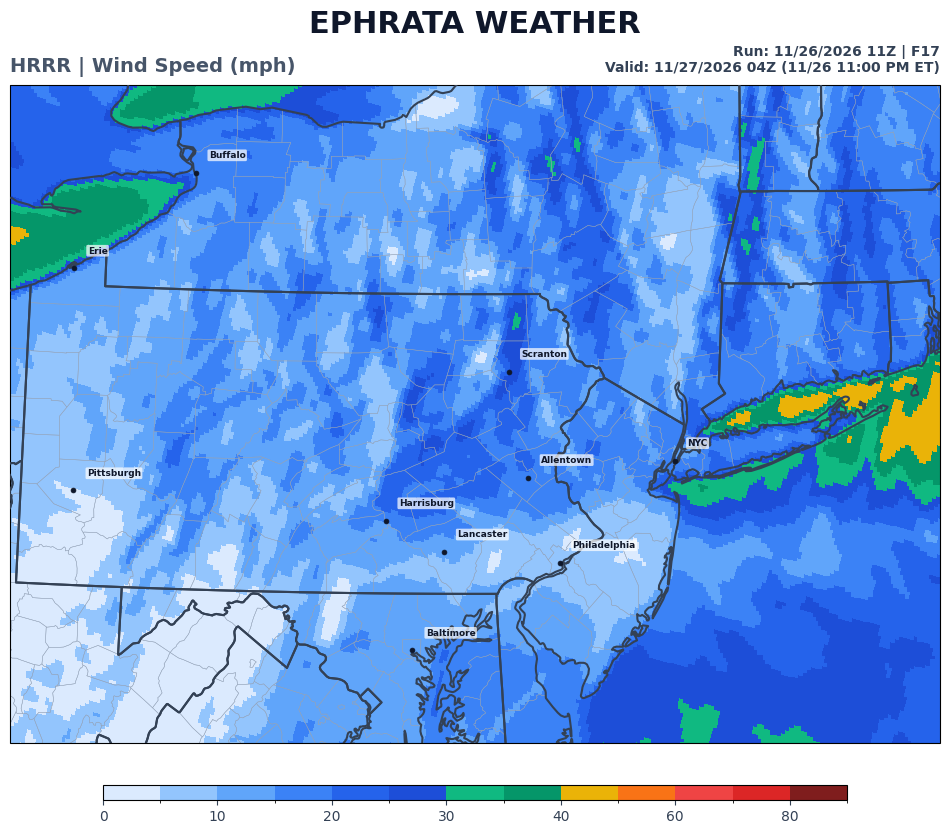 EPHRATA WEATHER
HRRR | Wind Speed (mph)
Run: 11/26/2026 11Z | F17
Valid: 11/27/2026 04Z (11/26 11:00 PM ET)
Buffalo
Erie
Scranton
NYC
Allentown
Pittsburgh
Harrisburg
Lancaster
Philadelphia
Baltimore
0 10 20 30 40 50 60 70 80